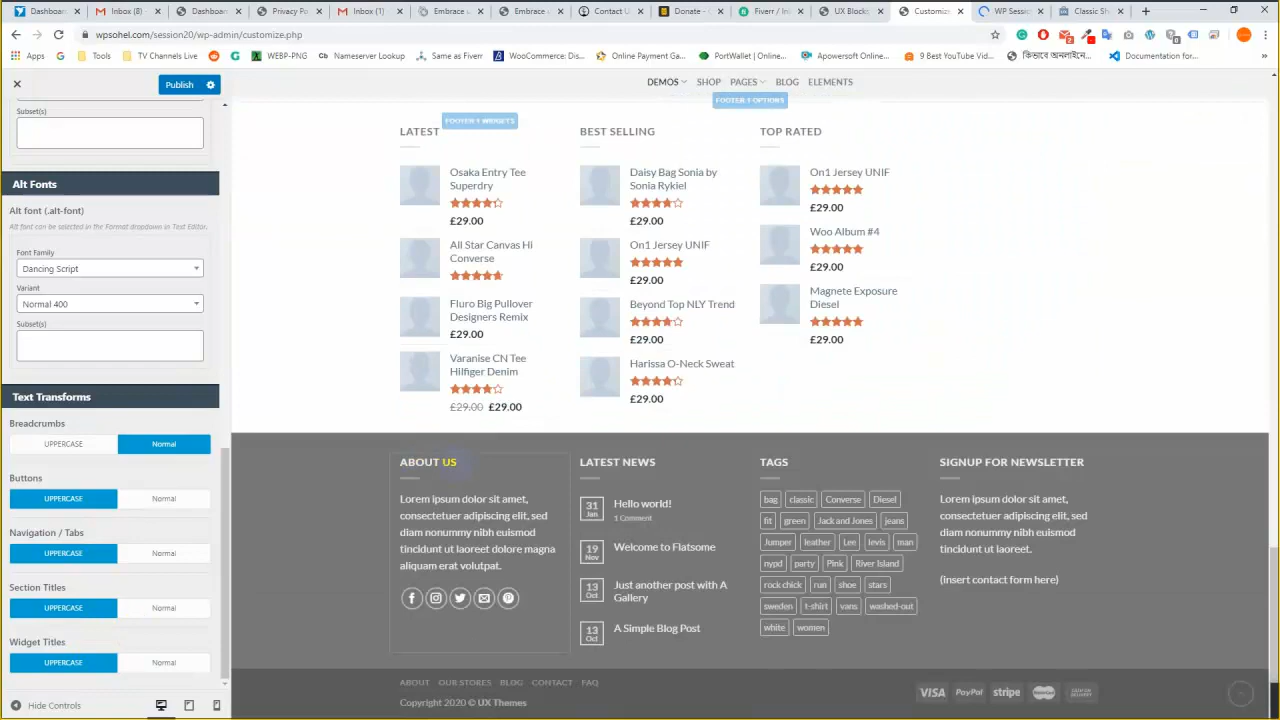 Dashboard
Inbox (8)
Dashboard
Privacy Po
Inbox (1)
Embrace u
Embrace u
Contact U
Donate -
Fiverr / In
UX Blocks
Customize
WP Sessio
Classic Sh
wpsohel.com/session20/wp-admin/customize.php
Apps
Tools
TV Channels Live
WEBP-PNG
Nameserver Lookup
Same as Fiverr
WooCommerce: Dis...
Online Payment Ga...
PortWallet | Online...
Apowersoft Online...
9 Best YouTube Vid...
কিভাবে অনলাইনে...
Documentation for...
Publish
DEMOS
SHOP
PAGES
BLOG
ELEMENTS
FOOTER 1 OPTIONS
FOOTER 1 WIDGETS
Subset(s)
Alt Fonts
Alt font (.alt-font)
Alt font can be selected in the Format dropdown in Text Editor.
Font Family
Dancing Script
Variant
Normal 400
Subset(s)
Text Transforms
Breadcrumbs
UPPERCASE
Normal
Buttons
UPPERCASE
Normal
Navigation / Tabs
UPPERCASE
Normal
Section Titles
UPPERCASE
Normal
Widget Titles
UPPERCASE
Normal
Hide Controls
LATEST
Osaka Entry Tee
Superdry
£29.00
All Star Canvas Hi
Converse
Fluro Big Pullover
Designers Remix
£29.00
Varanise CN Tee
Hilfiger Denim
£29.00 £29.00
BEST SELLING
Daisy Bag Sonia by
Sonia Rykiel
£29.00
On1 Jersey UNIF
£29.00
Beyond Top NLY Trend
£29.00
Harissa O-Neck Sweat
£29.00
TOP RATED
On1 Jersey UNIF
£29.00
Woo Album #4
£29.00
Magnete Exposure
Diesel
£29.00
ABOUT US
Lorem ipsum dolor sit amet,
consectetuer adipiscing elit, sed
diam nonummy nibh euismod
tincidunt ut laoreet dolore magna
aliquam erat volutpat.
LATEST NEWS
31
Jan
Hello world!
1 Comment
19
Nov
Welcome to Flatsome
13
Oct
Just another post with A
Gallery
13
Oct
A Simple Blog Post
TAGS
bag classic Converse Diesel
fit green Jack and Jones jeans
Jumper leather Lee levis man
nypd party Pink River Island
rock chick run shoe stars
sweden t-shirt vans washed-out
white women
SIGNUP FOR NEWSLETTER
Lorem ipsum dolor sit amet,
consectetuer adipiscing elit, sed
diam nonummy nibh euismod
tincidunt ut laoreet.
(insert contact form here)
ABOUT OUR STORES BLOG CONTACT FAQ
Copyright 2020 © UX Themes
VISA PayPal stripe MasterCard CASH ON DELIVERY